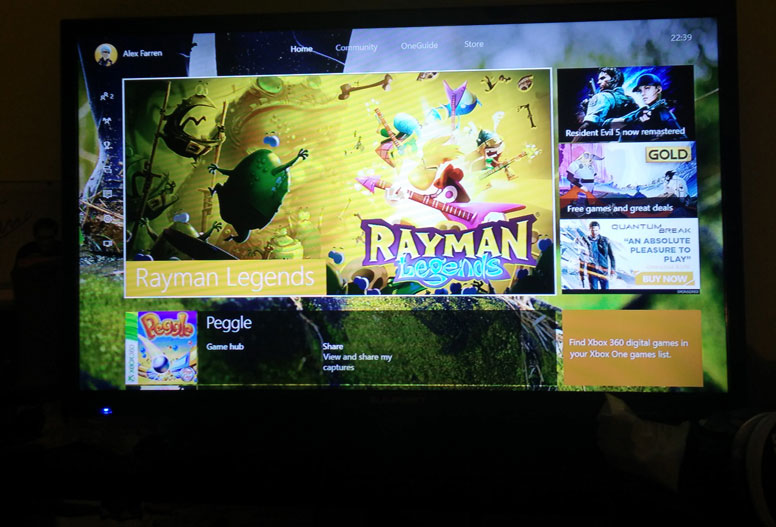 Alex Farren
Home
Community
OneGuide
Store
22:39
2
RAYMAN
Legends
Rayman Legends
Resident Evil 5 now remastered
GOLD
Free games and great deals
QUANTUM
BREAK
"AN ABSOLUTE
PLEASURE TO
PLAY"
BUY NOW
Peggle
XBOX 360
Peggle
Game hub
Share
View and share my
captures
Find Xbox 360 digital games in
your Xbox One games list.